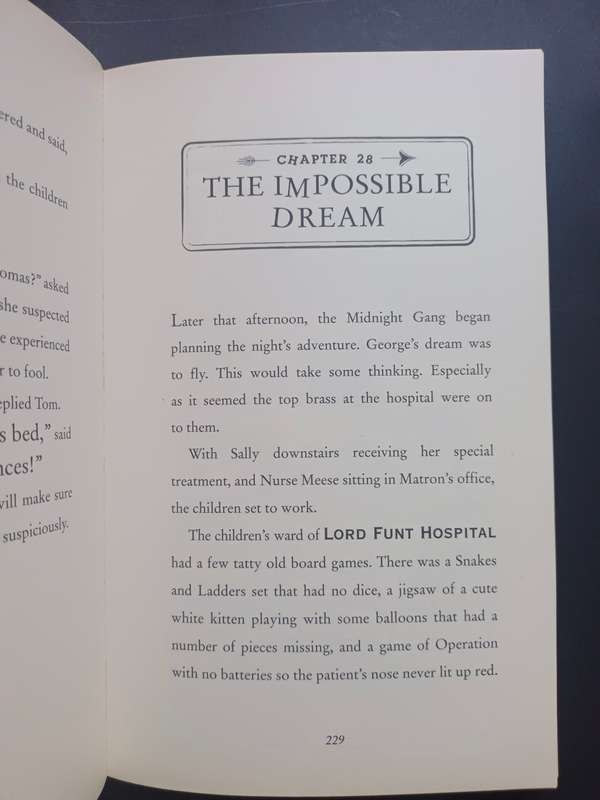 ered and said,
the children
omas?” asked
she suspected
e experienced
r to fool.
eplied Tom.
s bed,” said
nces!”
will make sure
suspiciously.
CHAPTER 28
THE IMPOSSIBLE
DREAM
Later that afternoon, the Midnight Gang began
planning the night’s adventure. George’s dream was
to fly. This would take some thinking. Especially
as it seemed the top brass at the hospital were on
to them.
With Sally downstairs receiving her special
treatment, and Nurse Meese sitting in Matron’s office,
the children set to work.
The children’s ward of LORD FUNT HOSPITAL
had a few tatty old board games. There was a Snakes
and Ladders set that had no dice, a jigsaw of a cute
white kitten playing with some balloons that had a
number of pieces missing, and a game of Operation
with no batteries so the patient’s nose never lit up red.
229